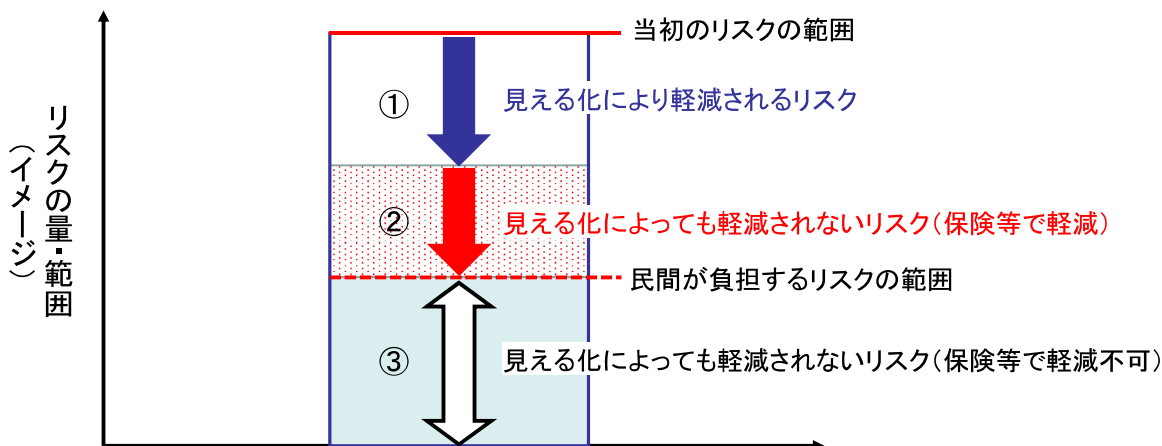 リスクの量・範囲
（イメージ）
当初のリスクの範囲
①
見える化により軽減されるリスク
②
見える化によっても軽減されないリスク（保険等で軽減）
民間が負担するリスクの範囲
③
見える化によっても軽減されないリスク（保険等で軽減不可）